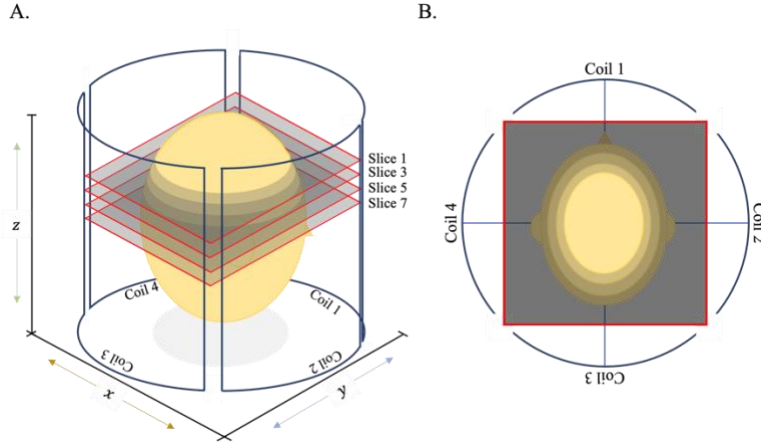 A.
Slice 1
Slice 3
Slice 5
Slice 7
z
Coil 4
Coil 1
Coil 3
Coil 2
x
y
B.
Coil 1
Coil 4
Coil 2
Coil 3